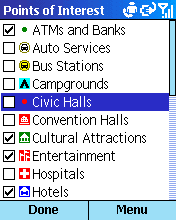 Points of Interest
ATMs and Banks
Auto Services
Bus Stations
Campgrounds
Civic Halls
Convention Halls
Cultural Attractions
Entertainment
Hospitals
Hotels
Done Menu